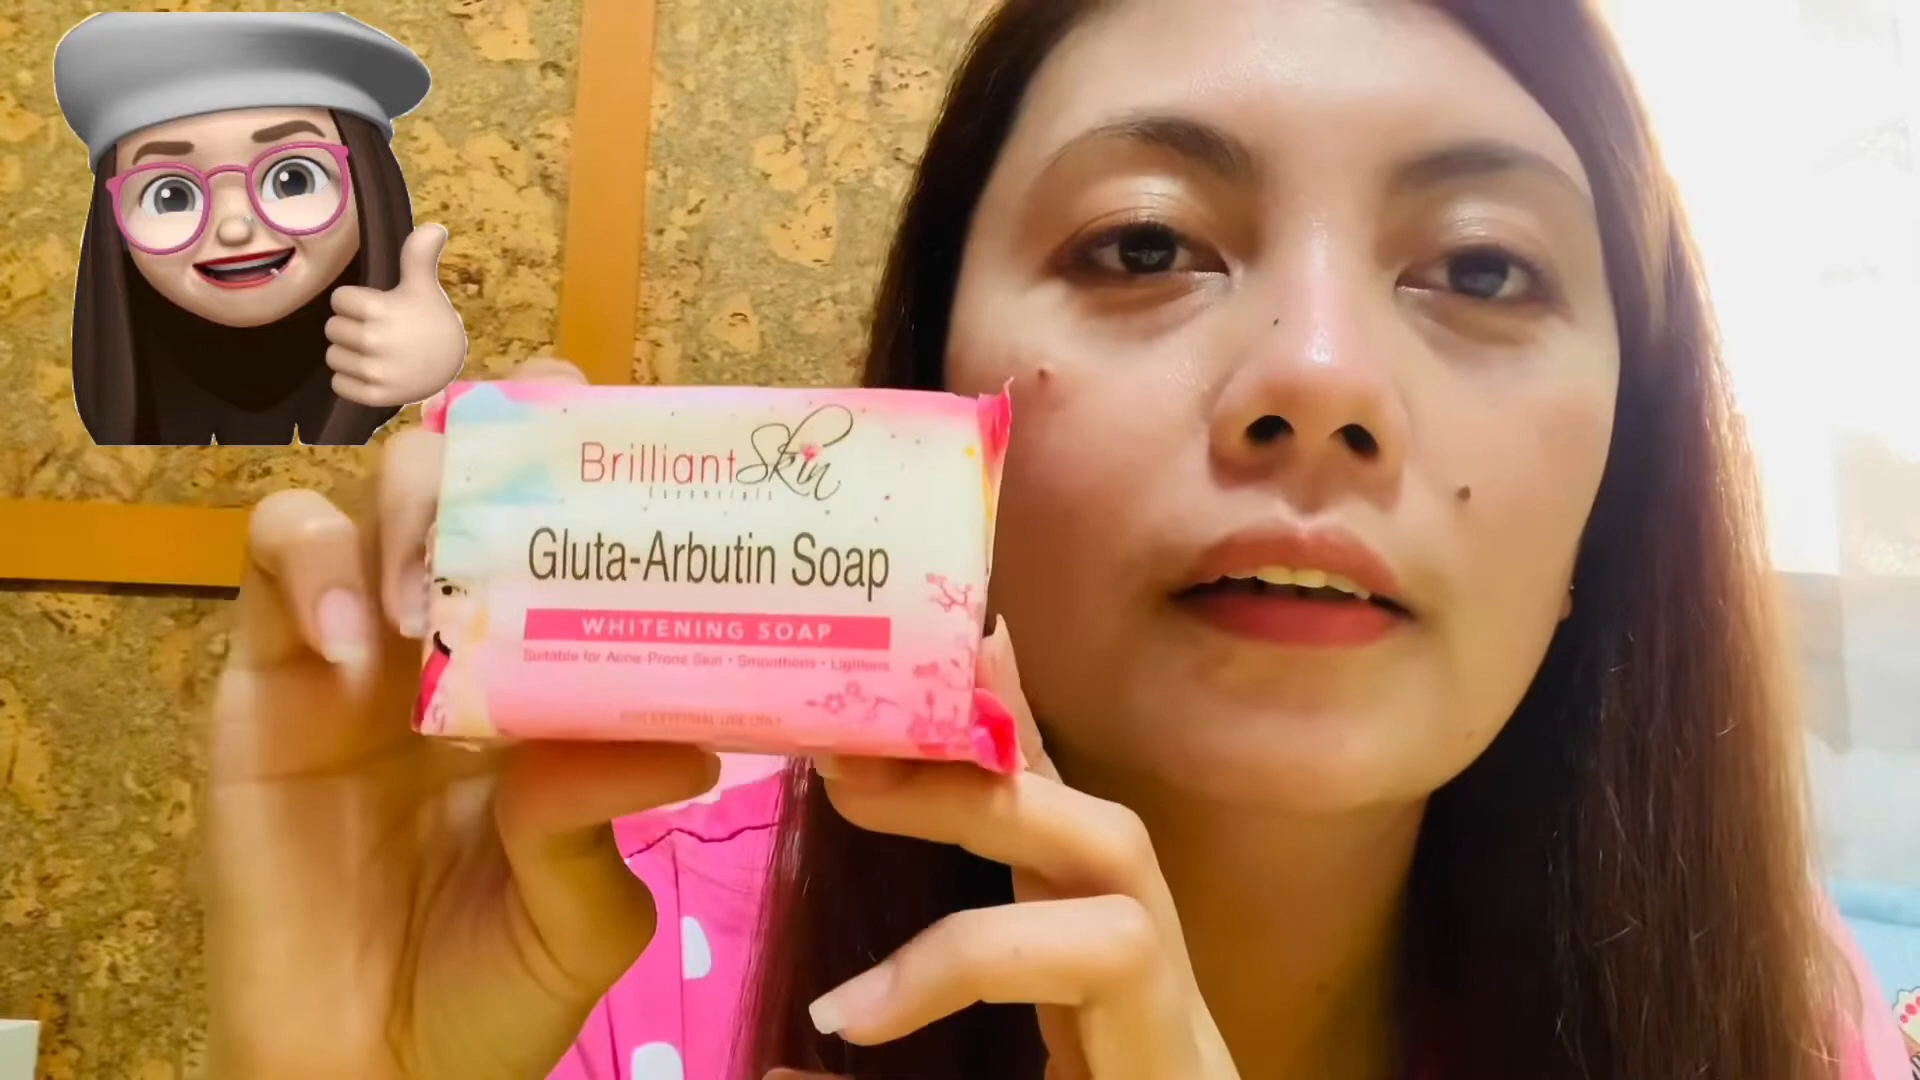 Brilliant Skin
Essentials
Gluta-Arbutin Soap
WHITENING SOAP
Suitable for Acne-Prone Skin • Smoothens • Lightens
FOR EXTERNAL USE ONLY